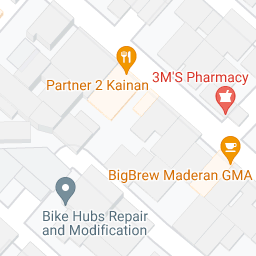 Partner 2 Kainan
3M'S Pharmacy
BigBrew Maderan GMA
Bike Hubs Repair
and Modification